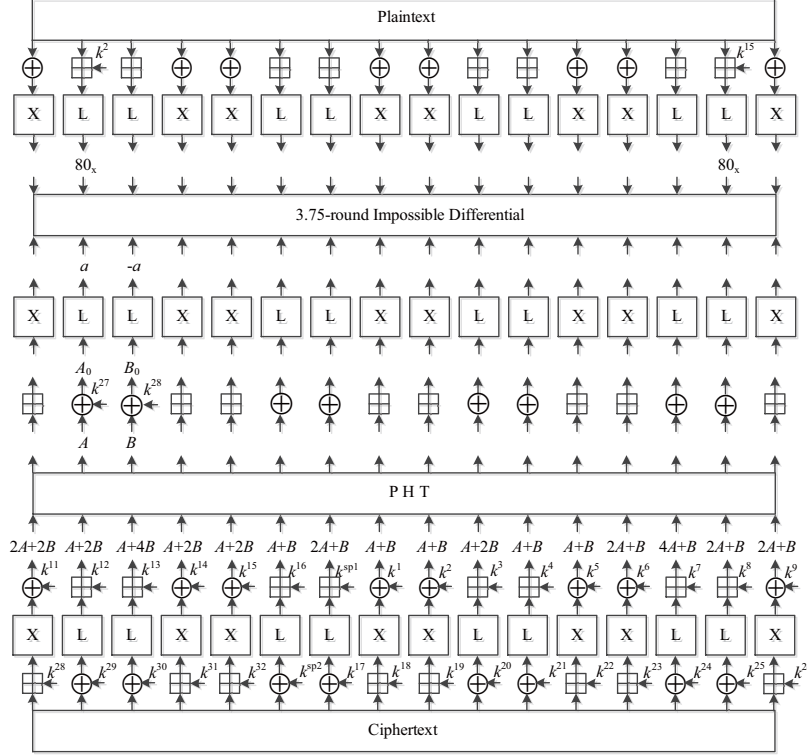 Plaintext
k² k¹⁵
X L L X X L L X X L L X X L L X
80ₓ 80ₓ
3.75-round Impossible Differential
a -a
X L L X X L L X X L L X X L L X
A₀ B₀
k²⁷ k²⁸
A B
P H T
2A+2B A+2B A+4B A+2B A+2B A+B 2A+B A+B A+B A+2B A+B A+B 2A+B 4A+B 2A+B 2A+B
k¹¹ k¹² k¹³ k¹⁴ k¹⁵ k¹⁶ kˢᵖ¹ k¹ k² k³ k⁴ k⁵ k⁶ k⁷ k⁸ k⁹
X L L X X L L X X L L X X L L X
k²⁸ k²⁹ k³⁰ k³¹ k³² kˢᵖ² k¹⁷ k¹⁸ k¹⁹ k²⁰ k²¹ k²² k²³ k²⁴ k²⁵ k²
Ciphertext